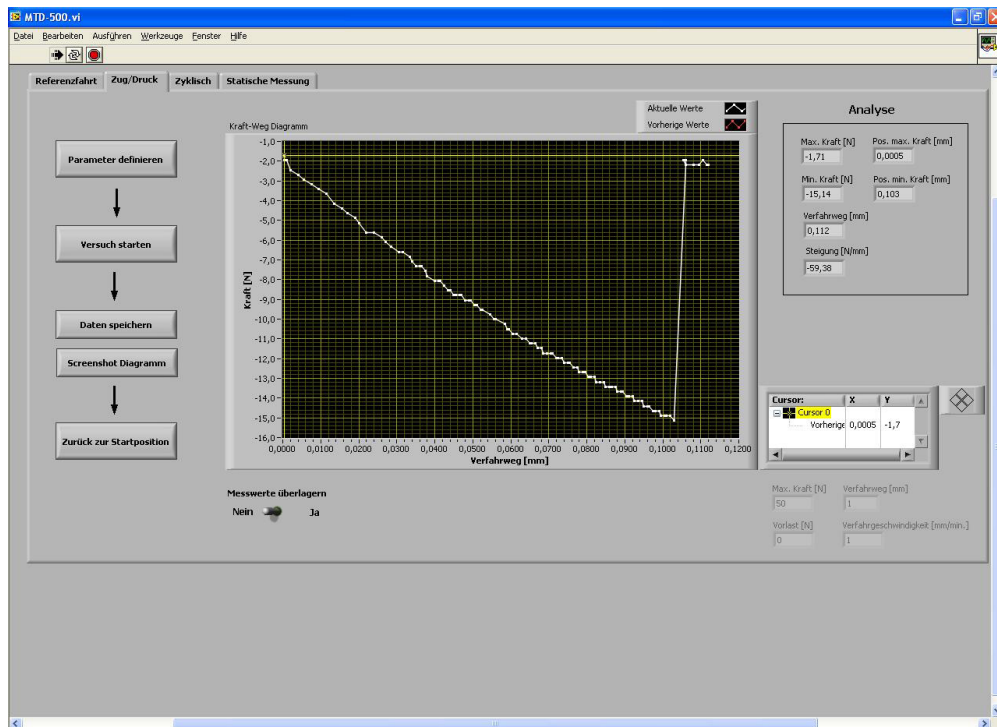 MTD-500.vi
Datei Bearbeiten Ausführen Werkzeuge Fenster Hilfe
Referenzfahrt Zug/Druck Zyklisch Statische Messung
Parameter definieren
Versuch starten
Daten speichern
Screenshot Diagramm
Zurück zur Startposition
Aktuelle Werte
Vorherige Werte
Kraft-Weg Diagramm
Kraft [N]
-1,0
-2,0
-3,0
-4,0
-5,0
-6,0
-7,0
-8,0
-9,0
-10,0
-11,0
-12,0
-13,0
-14,0
-15,0
-16,0
0,0000 0,0100 0,0200 0,0300 0,0400 0,0500 0,0600 0,0700 0,0800 0,0900 0,1000 0,1100 0,1200
Verfahrweg [mm]
Messwerte überlagern
Nein Ja
Analyse
Max. Kraft [N] Pos. max. Kraft [mm]
-1,71 0,0005
Min. Kraft [N] Pos. min. Kraft [mm]
-15,14 0,103
Verfahrweg [mm]
0,112
Steigung [N/mm]
-59,38
Cursor: X Y
Cursor 0
Vorherige 0,0005 -1,7
Max. Kraft [N] Verfahrweg [mm]
50 1
Vorlast [N] Verfahrgeschwindigkeit [mm/min.]
0 1